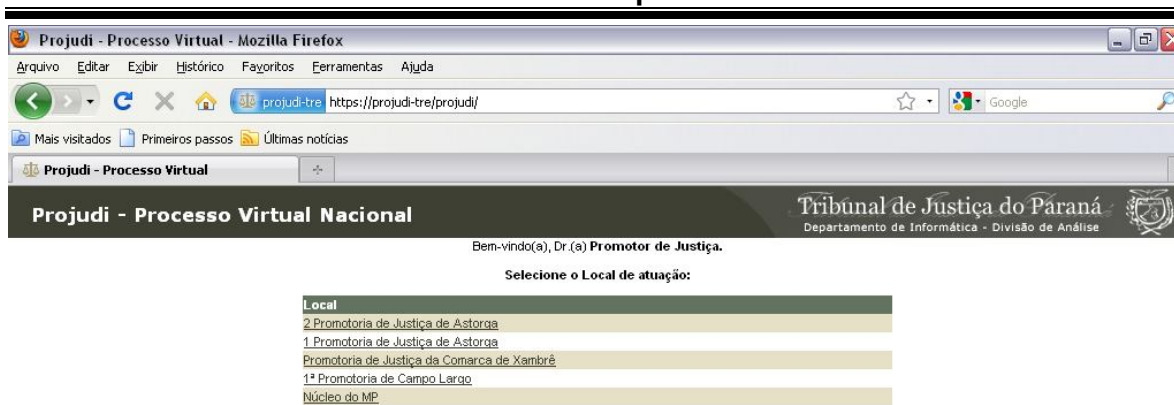 Projudi - Processo Virtual - Mozilla Firefox
Arquivo Editar Exibir Histórico Favoritos Ferramentas Ajuda
projudi-tre https://projudi-tre/projudi/ Google
Mais visitados Primeiros passos Últimas notícias
Projudi - Processo Virtual
Projudi - Processo Virtual Nacional
Tribunal de Justiça do Paraná
Departamento de Informática - Divisão de Análise
Bem-vindo(a), Dr.(a) Promotor de Justiça.
Selecione o Local de atuação:
Local
2 Promotoria de Justiça de Astorga
1 Promotoria de Justiça de Astorga
Promotoria de Justiça da Comarca de Xambrê
1ª Promotoria de Campo Largo
Núcleo do MP